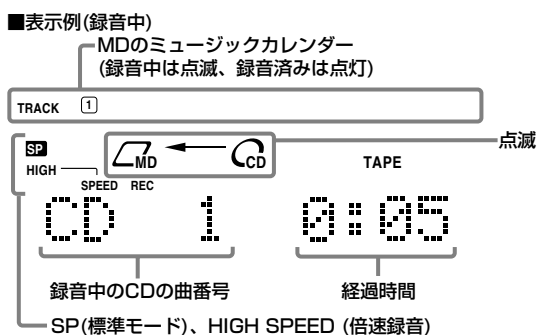 ■表示例(録音中)
MDのミュージックカレンダー
(録音中は点滅、録音済みは点灯)
TRACK 1
点滅
SP MD CD TAPE
HIGH
SPEED REC
CD 1 0:05
録音中のCDの曲番号 経過時間
SP(標準モード)、HIGH SPEED (倍速録音)